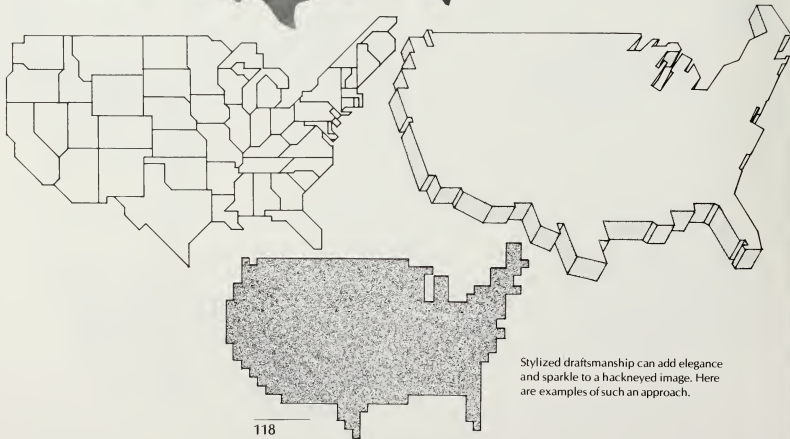 Stylized draftsmanship can add elegance
and sparkle to a hackneyed image. Here
are examples of such an approach.
118